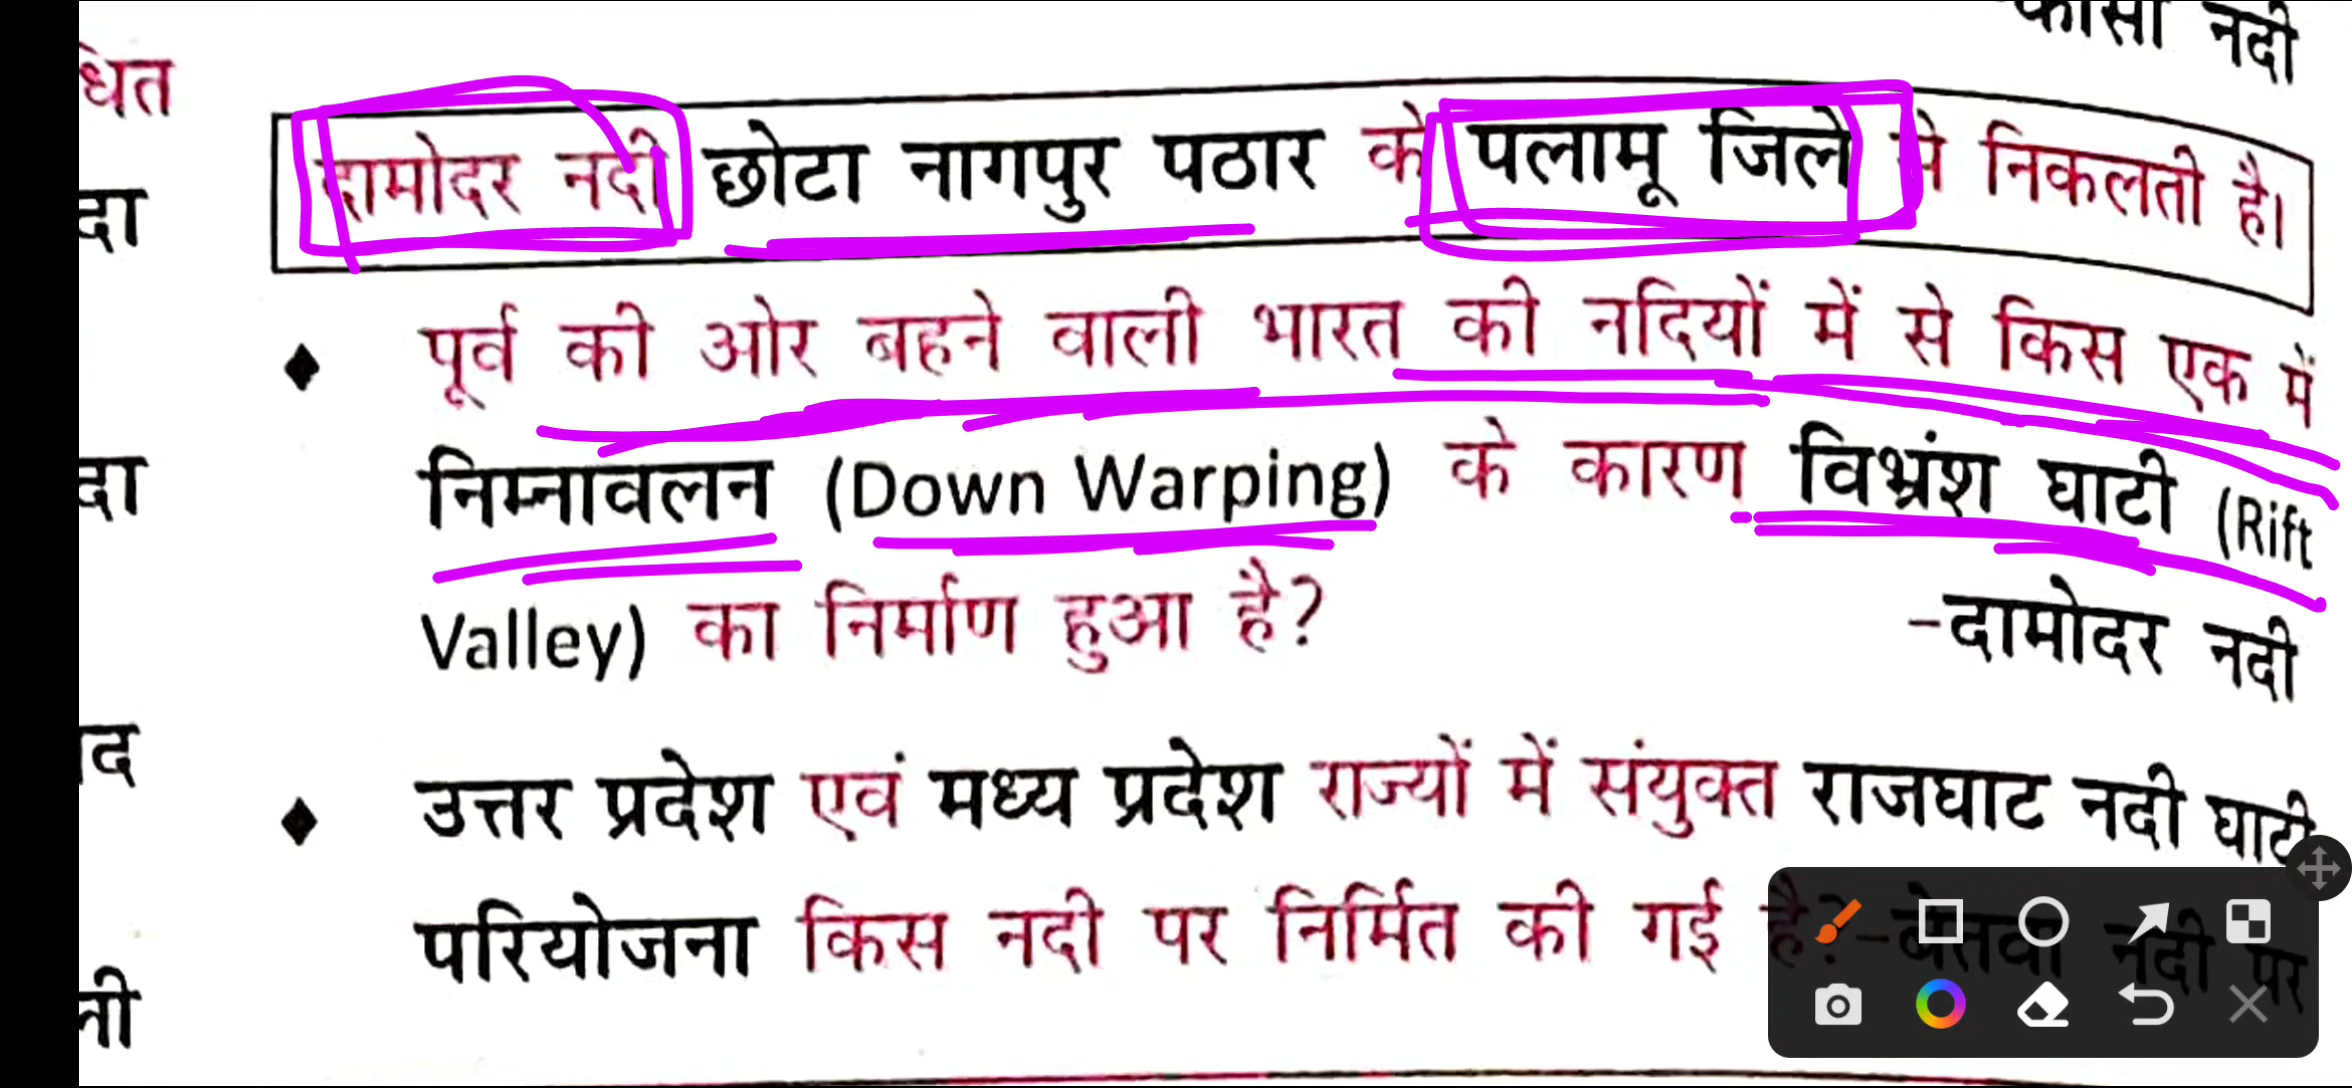 नदी
धित
दामोदर नदी छोटा नागपुर पठार के पलामू जिले से निकलती है।
दा
पूर्व की ओर बहने वाली भारत की नदियों में से किस एक में
निम्नावलन (Down Warping) के कारण विभ्रंश घाटी (Rift
दा
Valley) का निर्माण हुआ है?
-दामोदर नदी
द
उत्तर प्रदेश एवं मध्य प्रदेश राज्यों में संयुक्त राजघाट नदी घाटी
परियोजना किस नदी पर निर्मित की गई है?-बेतवा नदी पर